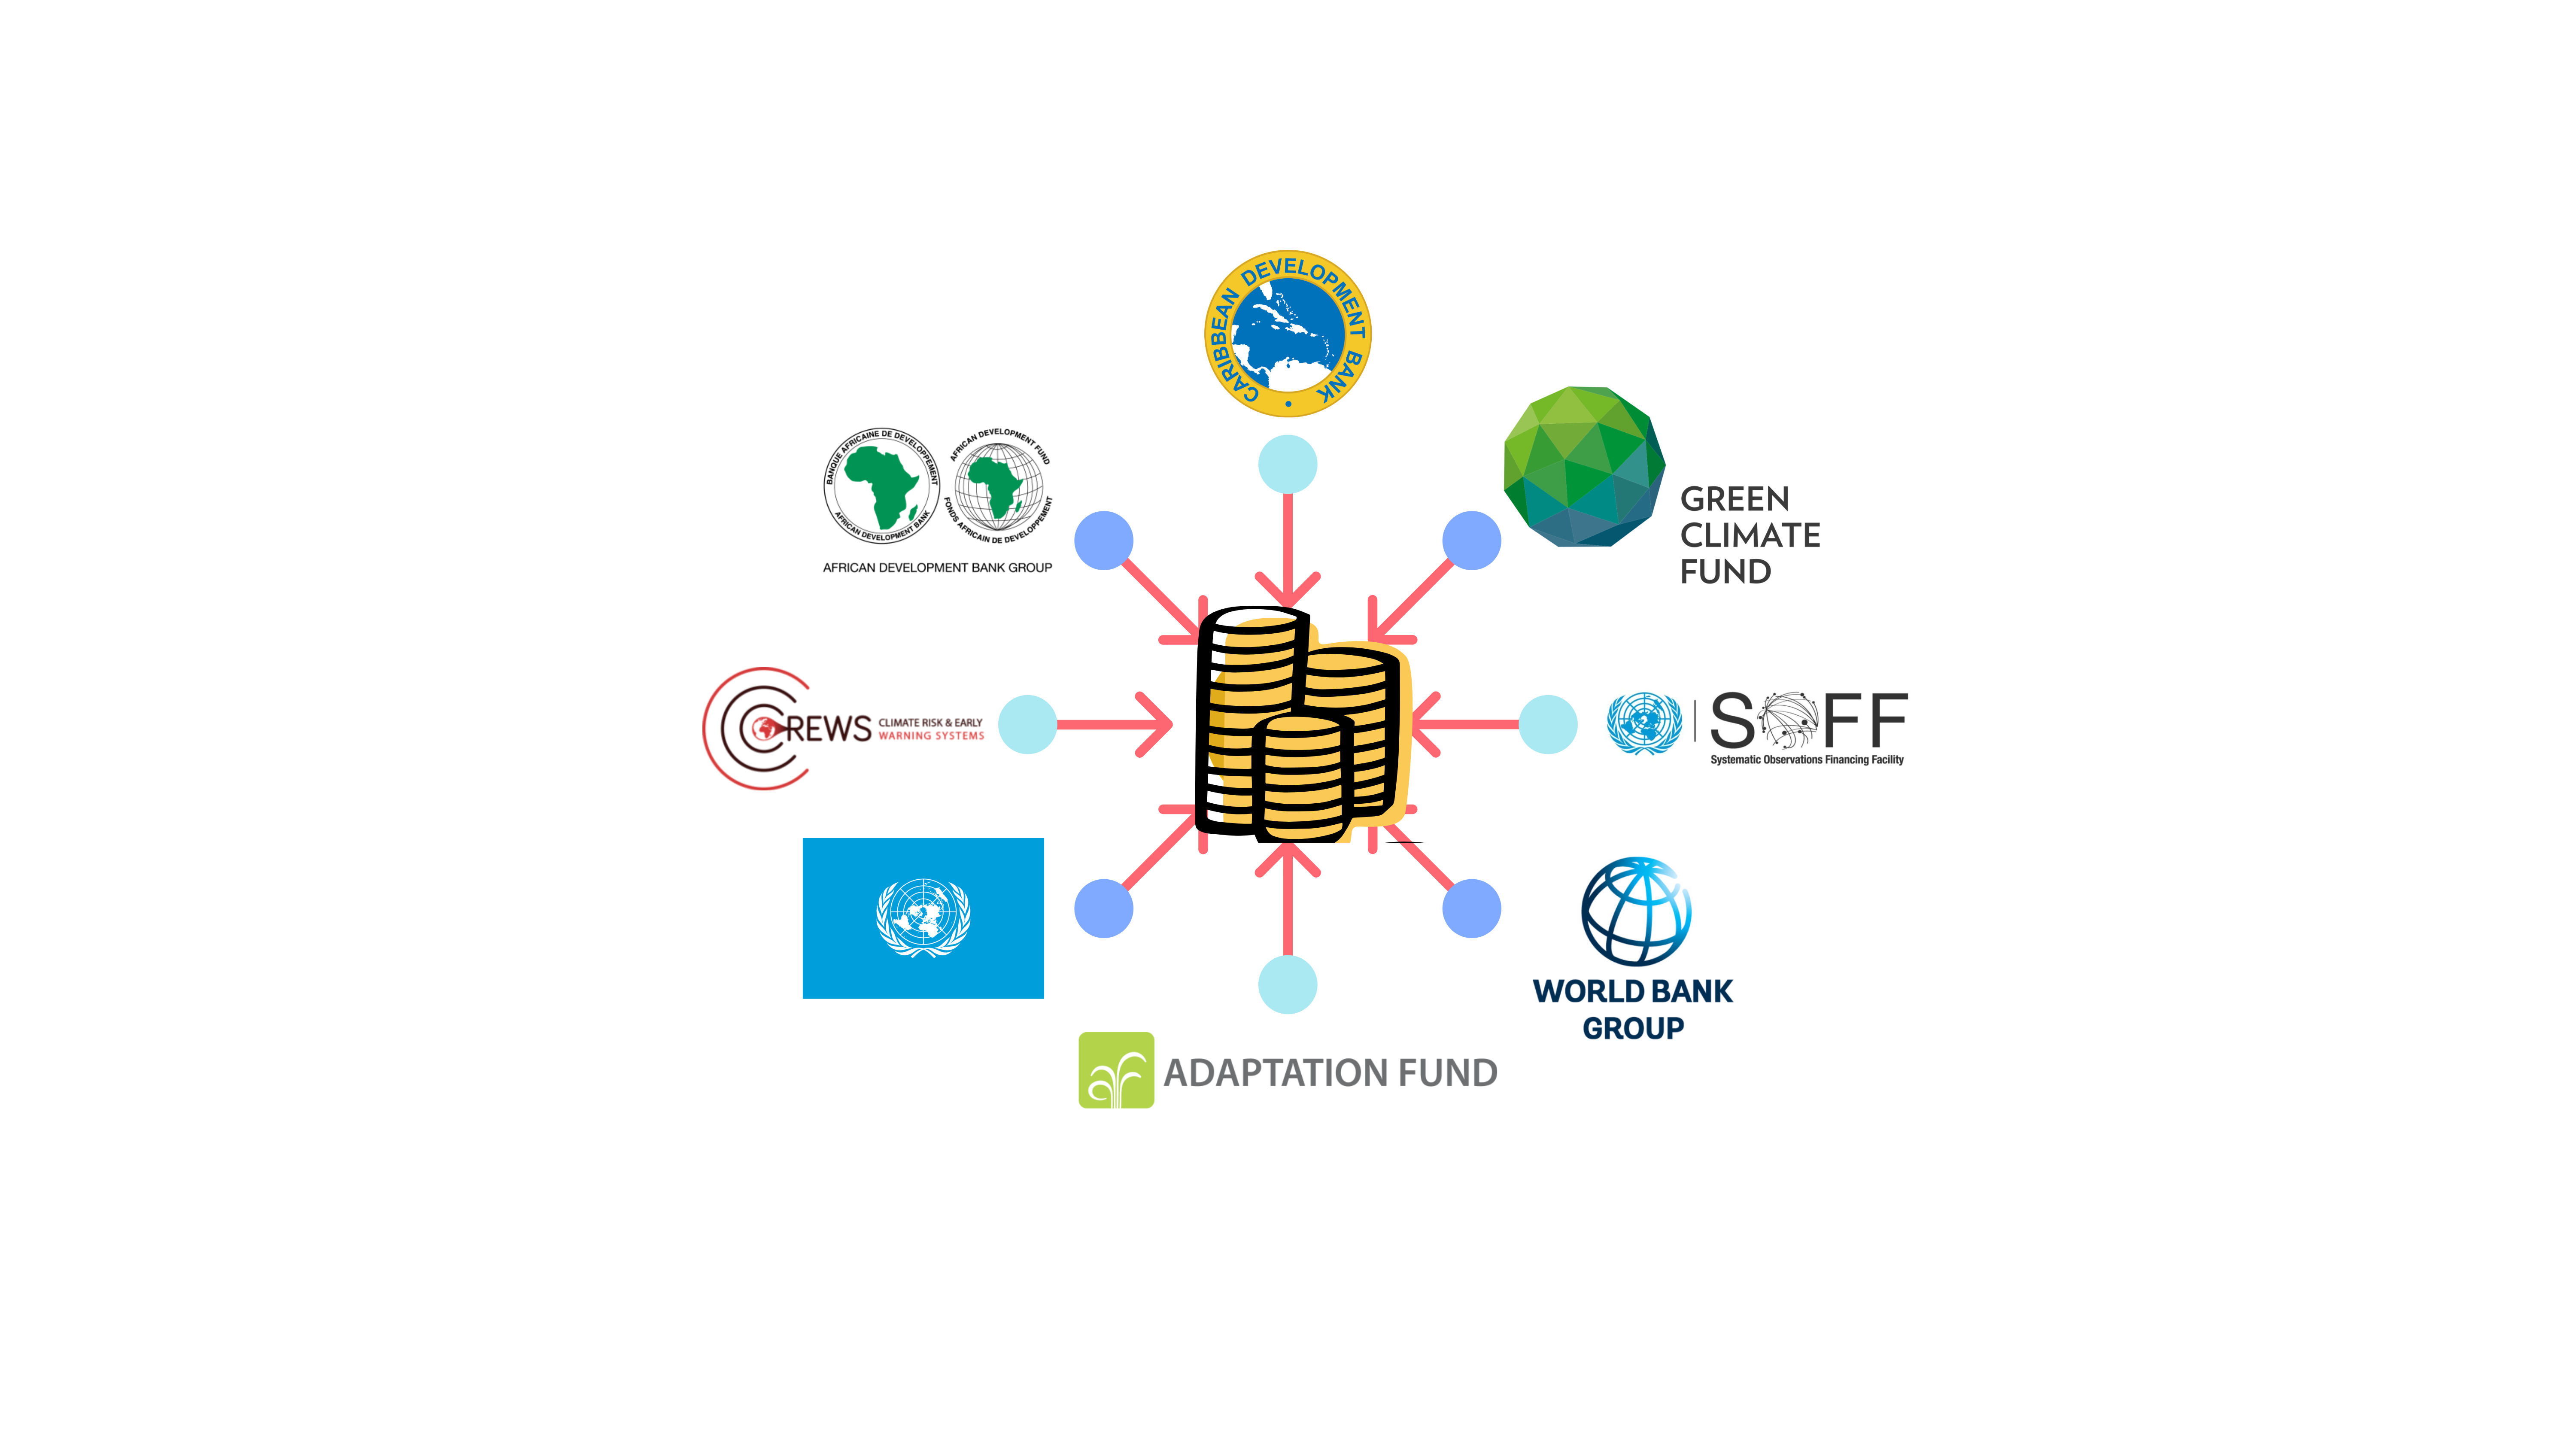 CARIBBEAN DEVELOPMENT BANK
BANQUE AFRICAINE DE DEVELOPPEMENT
AFRICAN DEVELOPMENT BANK
AFRICAN DEVELOPMENT FUND
FONDS AFRICAIN DE DEVELOPPEMENT
AFRICAN DEVELOPMENT BANK GROUP
GREEN
CLIMATE
FUND
CREWS CLIMATE RISK & EARLY
WARNING SYSTEMS
SOFF
Systematic Observations Financing Facility
WORLD BANK
GROUP
af ADAPTATION FUND